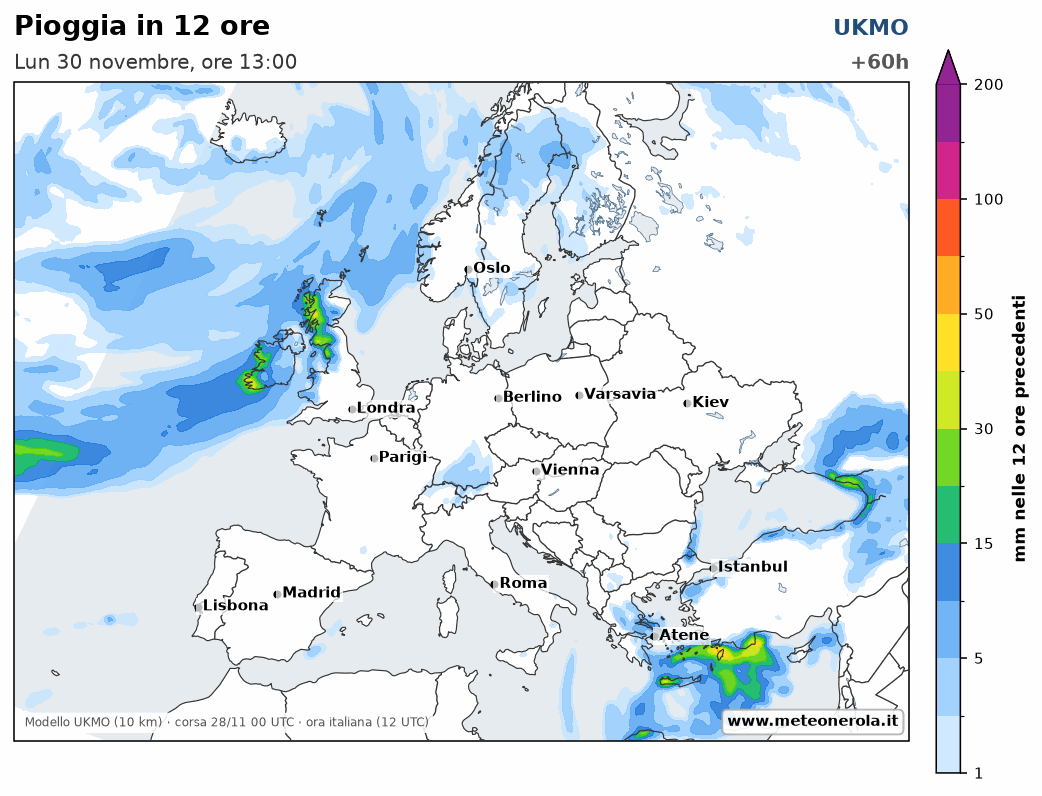 Pioggia in 12 ore
UKMO
Lun 30 novembre, ore 13:00
+60h
200
100
50
30
15
5
1
mm nelle 12 ore precedenti
Oslo
Berlino
Varsavia
Kiev
Londra
Parigi
Vienna
Istanbul
Roma
Madrid
Lisbona
Atene
Modello UKMO (10 km) · corsa 28/11 00 UTC · ora italiana (12 UTC)
www.meteonerola.it